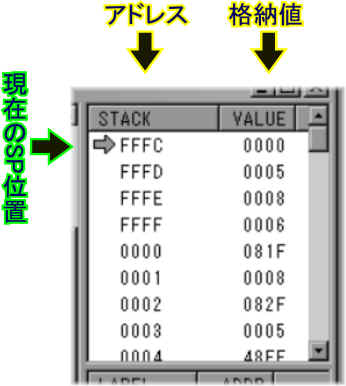 アドレス 格納値
現在のSP位置
STACK VALUE
FFFC 0000
FFFD 0005
FFFE 0008
FFFF 0006
0000 081F
0001 0008
0002 082F
0003 0005
0004 48FF
LABEL ADDR